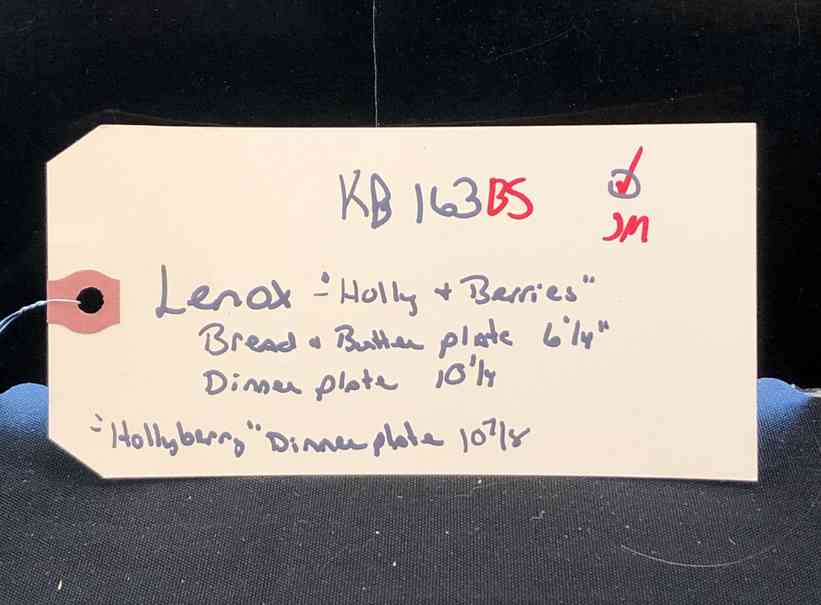 KB 163BS
JM
Lenox - "Holly + Berries"
Bread & Butter plate 6 1/4"
Dinner plate 10 1/4
- "Hollyberry" Dinner plate 10 7/8